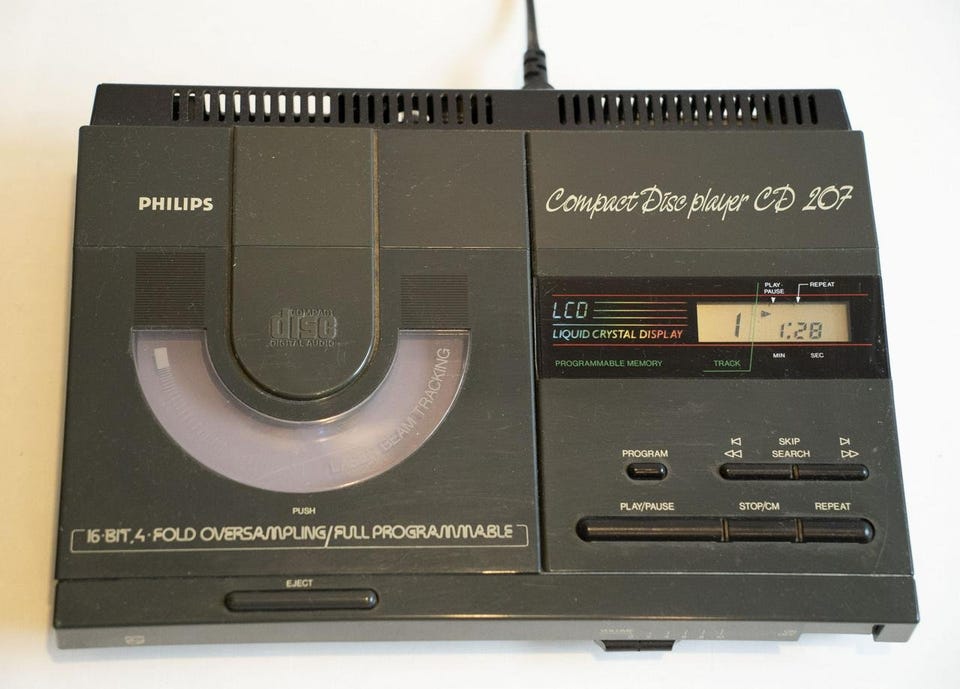 PHILIPS
Compact Disc player CD 207
COMPACT
disc
DIGITAL AUDIO
LASER BEAM TRACKING
PUSH
16·BIT, 4·FOLD OVERSAMPLING/FULL PROGRAMMABLE
EJECT
LCD
LIQUID CRYSTAL DISPLAY
PROGRAMMABLE MEMORY
TRACK
PLAY·
PAUSE
REPEAT
1 1:28
MIN SEC
PROGRAM
SKIP
SEARCH
PLAY/PAUSE
STOP/CM
REPEAT
VOLUME